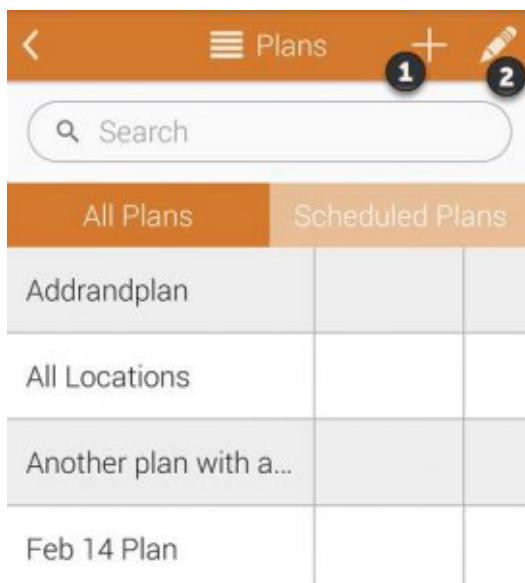 Plans
1
2
Search
All Plans Scheduled Plans
Addrandplan
All Locations
Another plan with a...
Feb 14 Plan